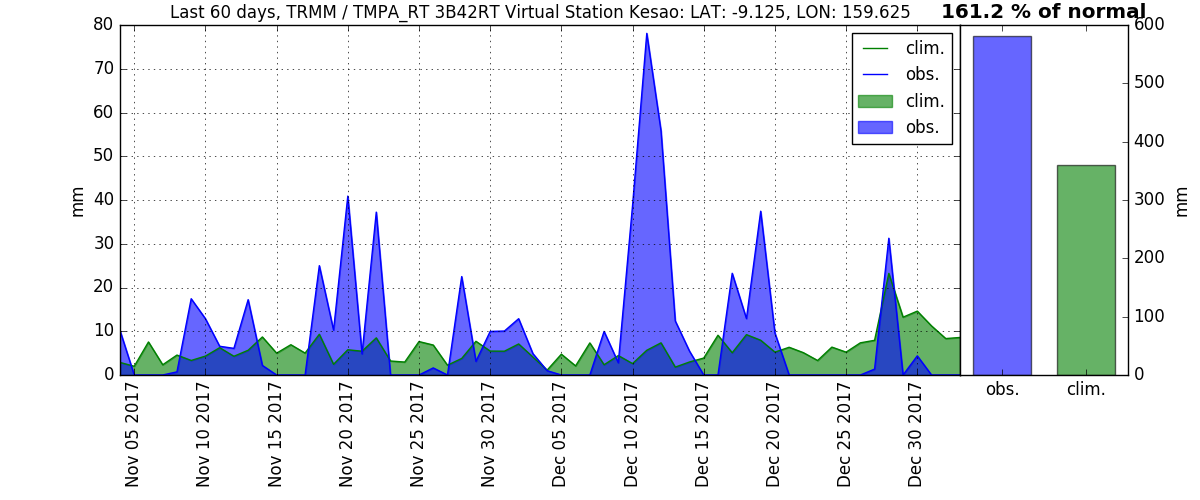 Last 60 days, TRMM / TMPA_RT 3B42RT Virtual Station Kesao: LAT: -9.125, LON: 159.625
161.2 % of normal
80
70
60
50
40
30
20
10
0
mm
clim.
obs.
clim.
obs.
600
500
400
300
200
100
0
mm
obs.
clim.
Nov 05 2017
Nov 10 2017
Nov 15 2017
Nov 20 2017
Nov 25 2017
Nov 30 2017
Dec 05 2017
Dec 10 2017
Dec 15 2017
Dec 20 2017
Dec 25 2017
Dec 30 2017